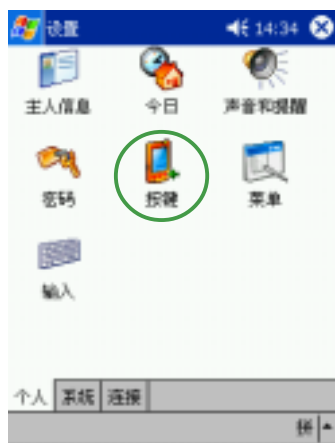 设置 14:34
主人信息 今日 声音和提醒
密码 按键 菜单
输入
个人 系统 连接
拼